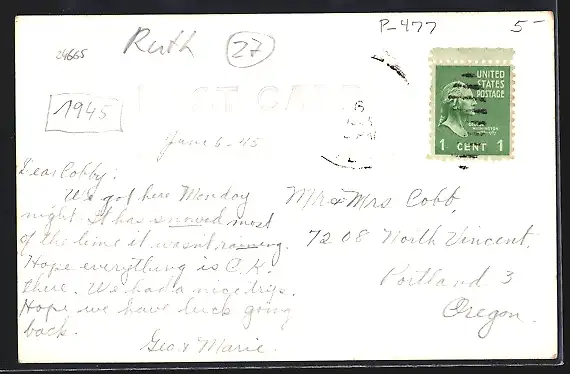 P-477 5-
24665 Ruth 27
1945
POST CARD
UNITED
STATES
POSTAGE
WASHINGTON
1 CENT 1
June 6-45
Dear Cobby:
We got here Monday
night It has snowed most
of the time it wasn't raining.
Hope everything is O.K.
there. We had a nice trip.
Hope we have luck going
back.
Geo & Marie.
Mr & Mrs Cobb,
7208 North Vincent,
Portland 3
Oregon.